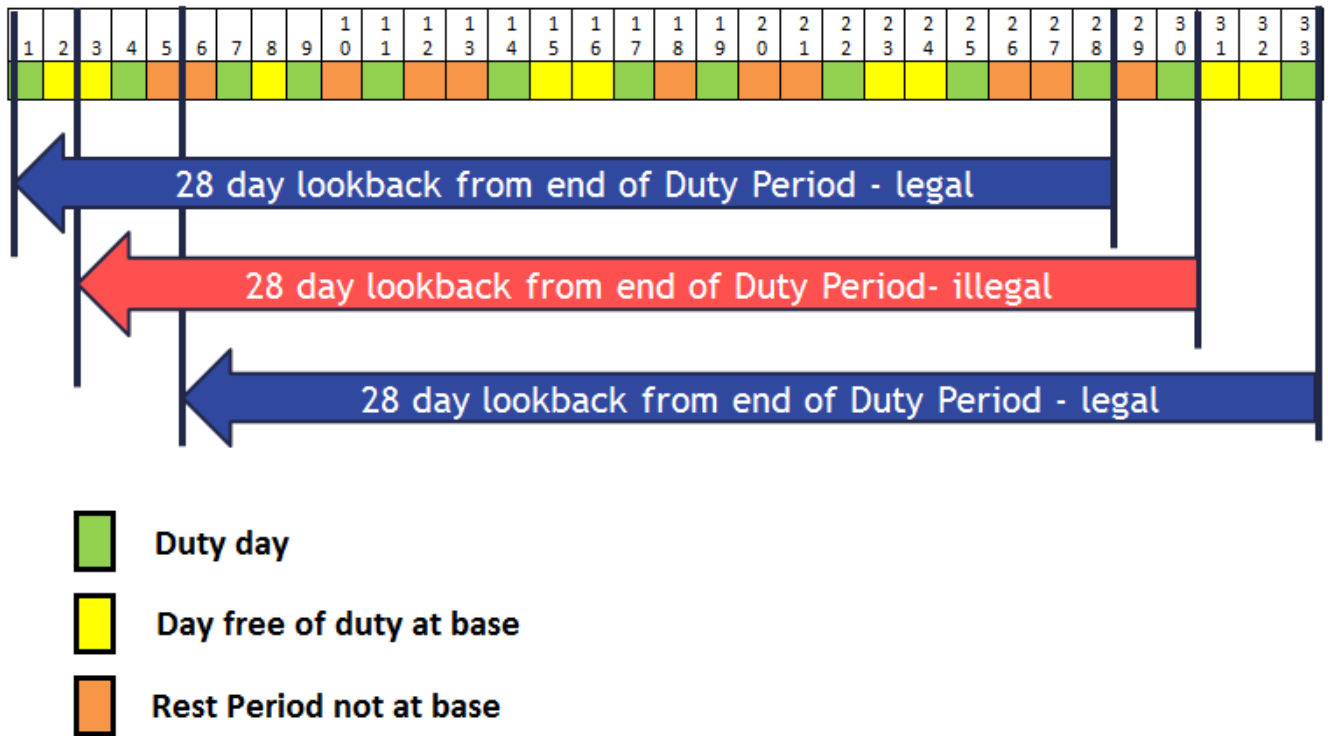 1 2 3 4 5 6 7 8 9 10 11 12 13 14 15 16 17 18 19 20 21 22 23 24 25 26 27 28 29 30 31 32 33
28 day lookback from end of Duty Period - legal
28 day lookback from end of Duty Period- illegal
28 day lookback from end of Duty Period - legal
Duty day
Day free of duty at base
Rest Period not at base